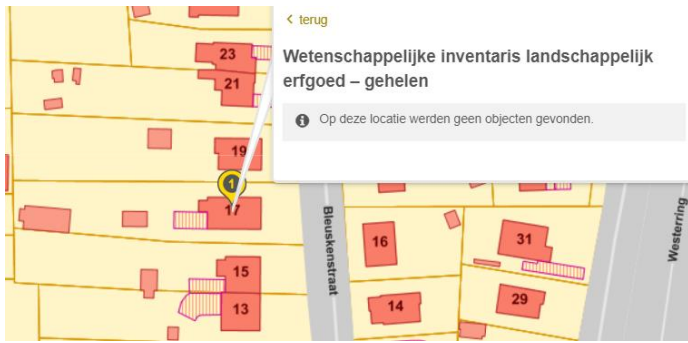 < terug
Wetenschappelijke inventaris landschappelijk
erfgoed – gehelen
Op deze locatie werden geen objecten gevonden.
23
21
19
1
17
15
13
Bleuskenstraat
16
14
31
29
Westerring